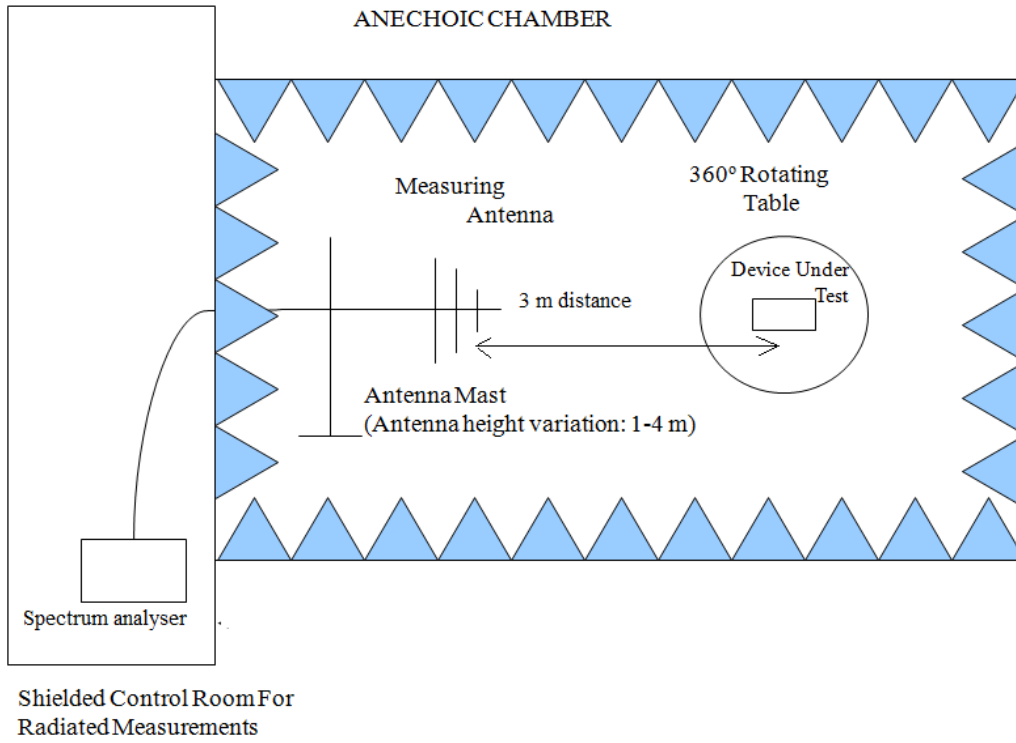 ANECHOIC CHAMBER
360º Rotating
Table
Measuring
Antenna
Device Under
Test
3 m distance
Antenna Mast
(Antenna height variation: 1-4 m)
Spectrum analyser
Shielded Control Room For
Radiated Measurements